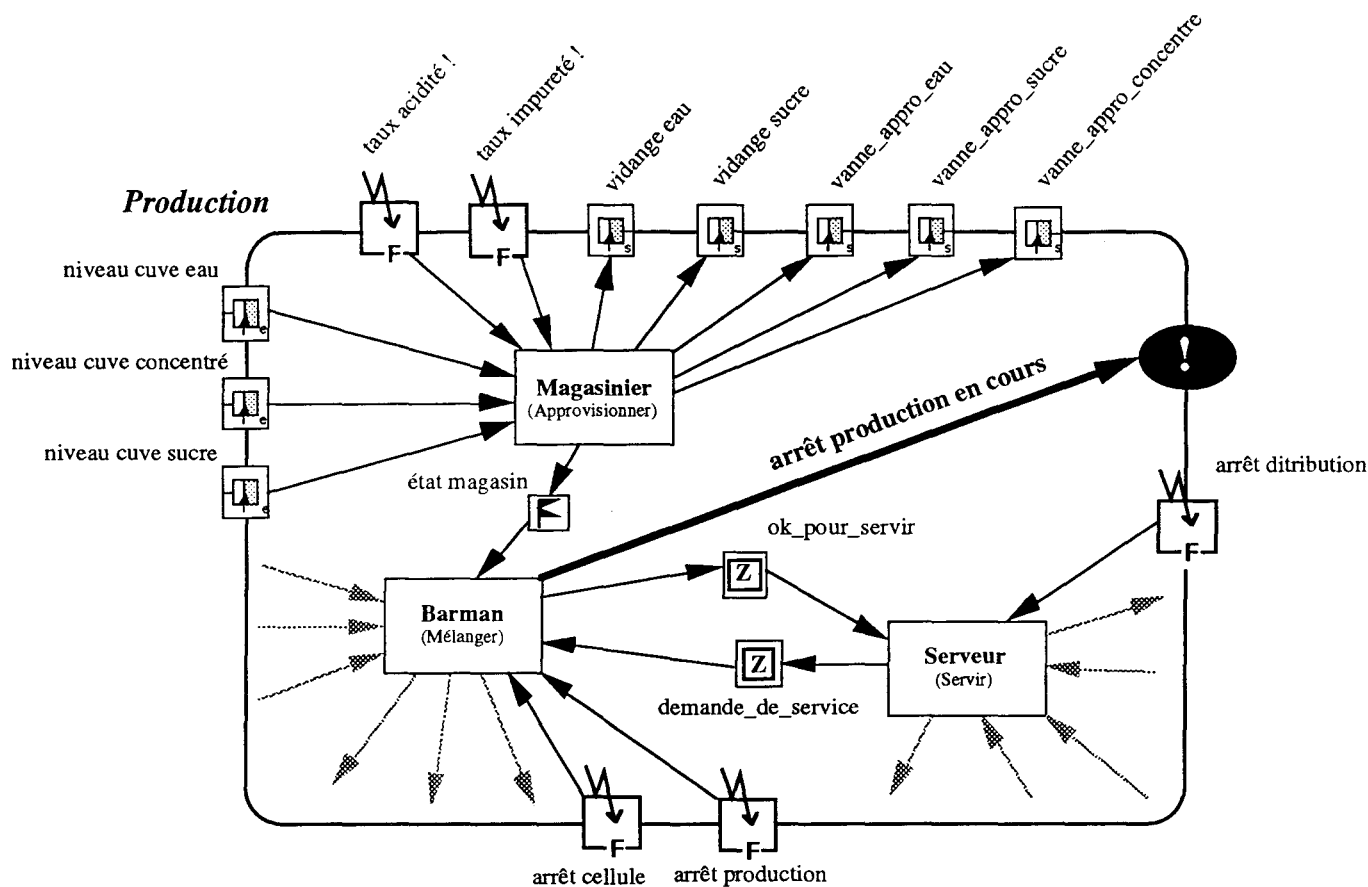 taux acidité !
taux impureté !
vidange eau
vidange sucre
vanne_appro_eau
vanne_appro_sucre
vanne_appro_concentre
Production
F
F
s
s
s
s
s
niveau cuve eau
e
niveau cuve concentré
e
niveau cuve sucre
e
Magasinier
(Approvisionner)
!
arrêt production en cours
arrêt ditribution
F
état magasin
ok_pour_servir
Z
Barman
(Mélanger)
Z
demande_de_service
Serveur
(Servir)
F
F
arrêt cellule
arrêt production